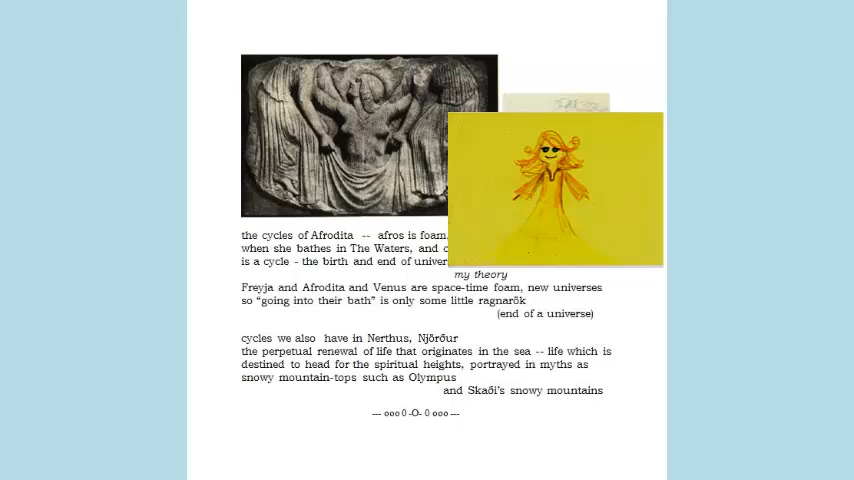 the cycles of Afrodita -- afros is foam
when she bathes in The Waters, and
is a cycle - the birth and end of
my theory
Freyja and Afrodita and Venus are space-time foam, new universes
so “going into their bath” is only some little ragnarök
(end of a universe)
cycles we also have in Nerthus, Njörður
the perpetual renewal of life that originates in the sea -- life which is
destined to head for the spiritual heights, portrayed in myths as
snowy mountain-tops such as Olympus
and Skaði's snowy mountains
--- ooo 0 -O- 0 ooo ---